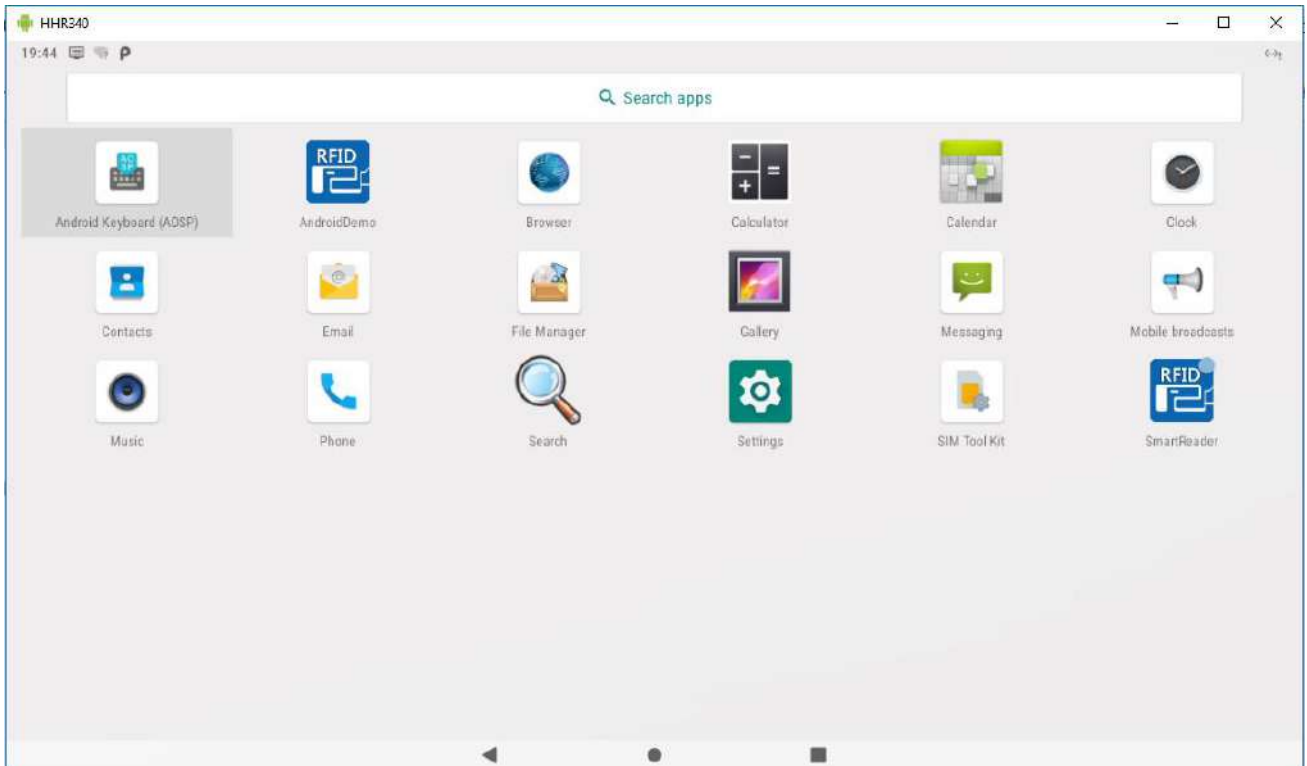 HHR340
19:44
Search apps
RFID
Android Keyboard (AOSP)
AndroidDemo
Browser
Calculator
Calendar
Clock
Contacts
Email
File Manager
Gallery
Messaging
Mobile broadcasts
RFID
Music
Phone
Search
Settings
SIM Tool Kit
SmartReader